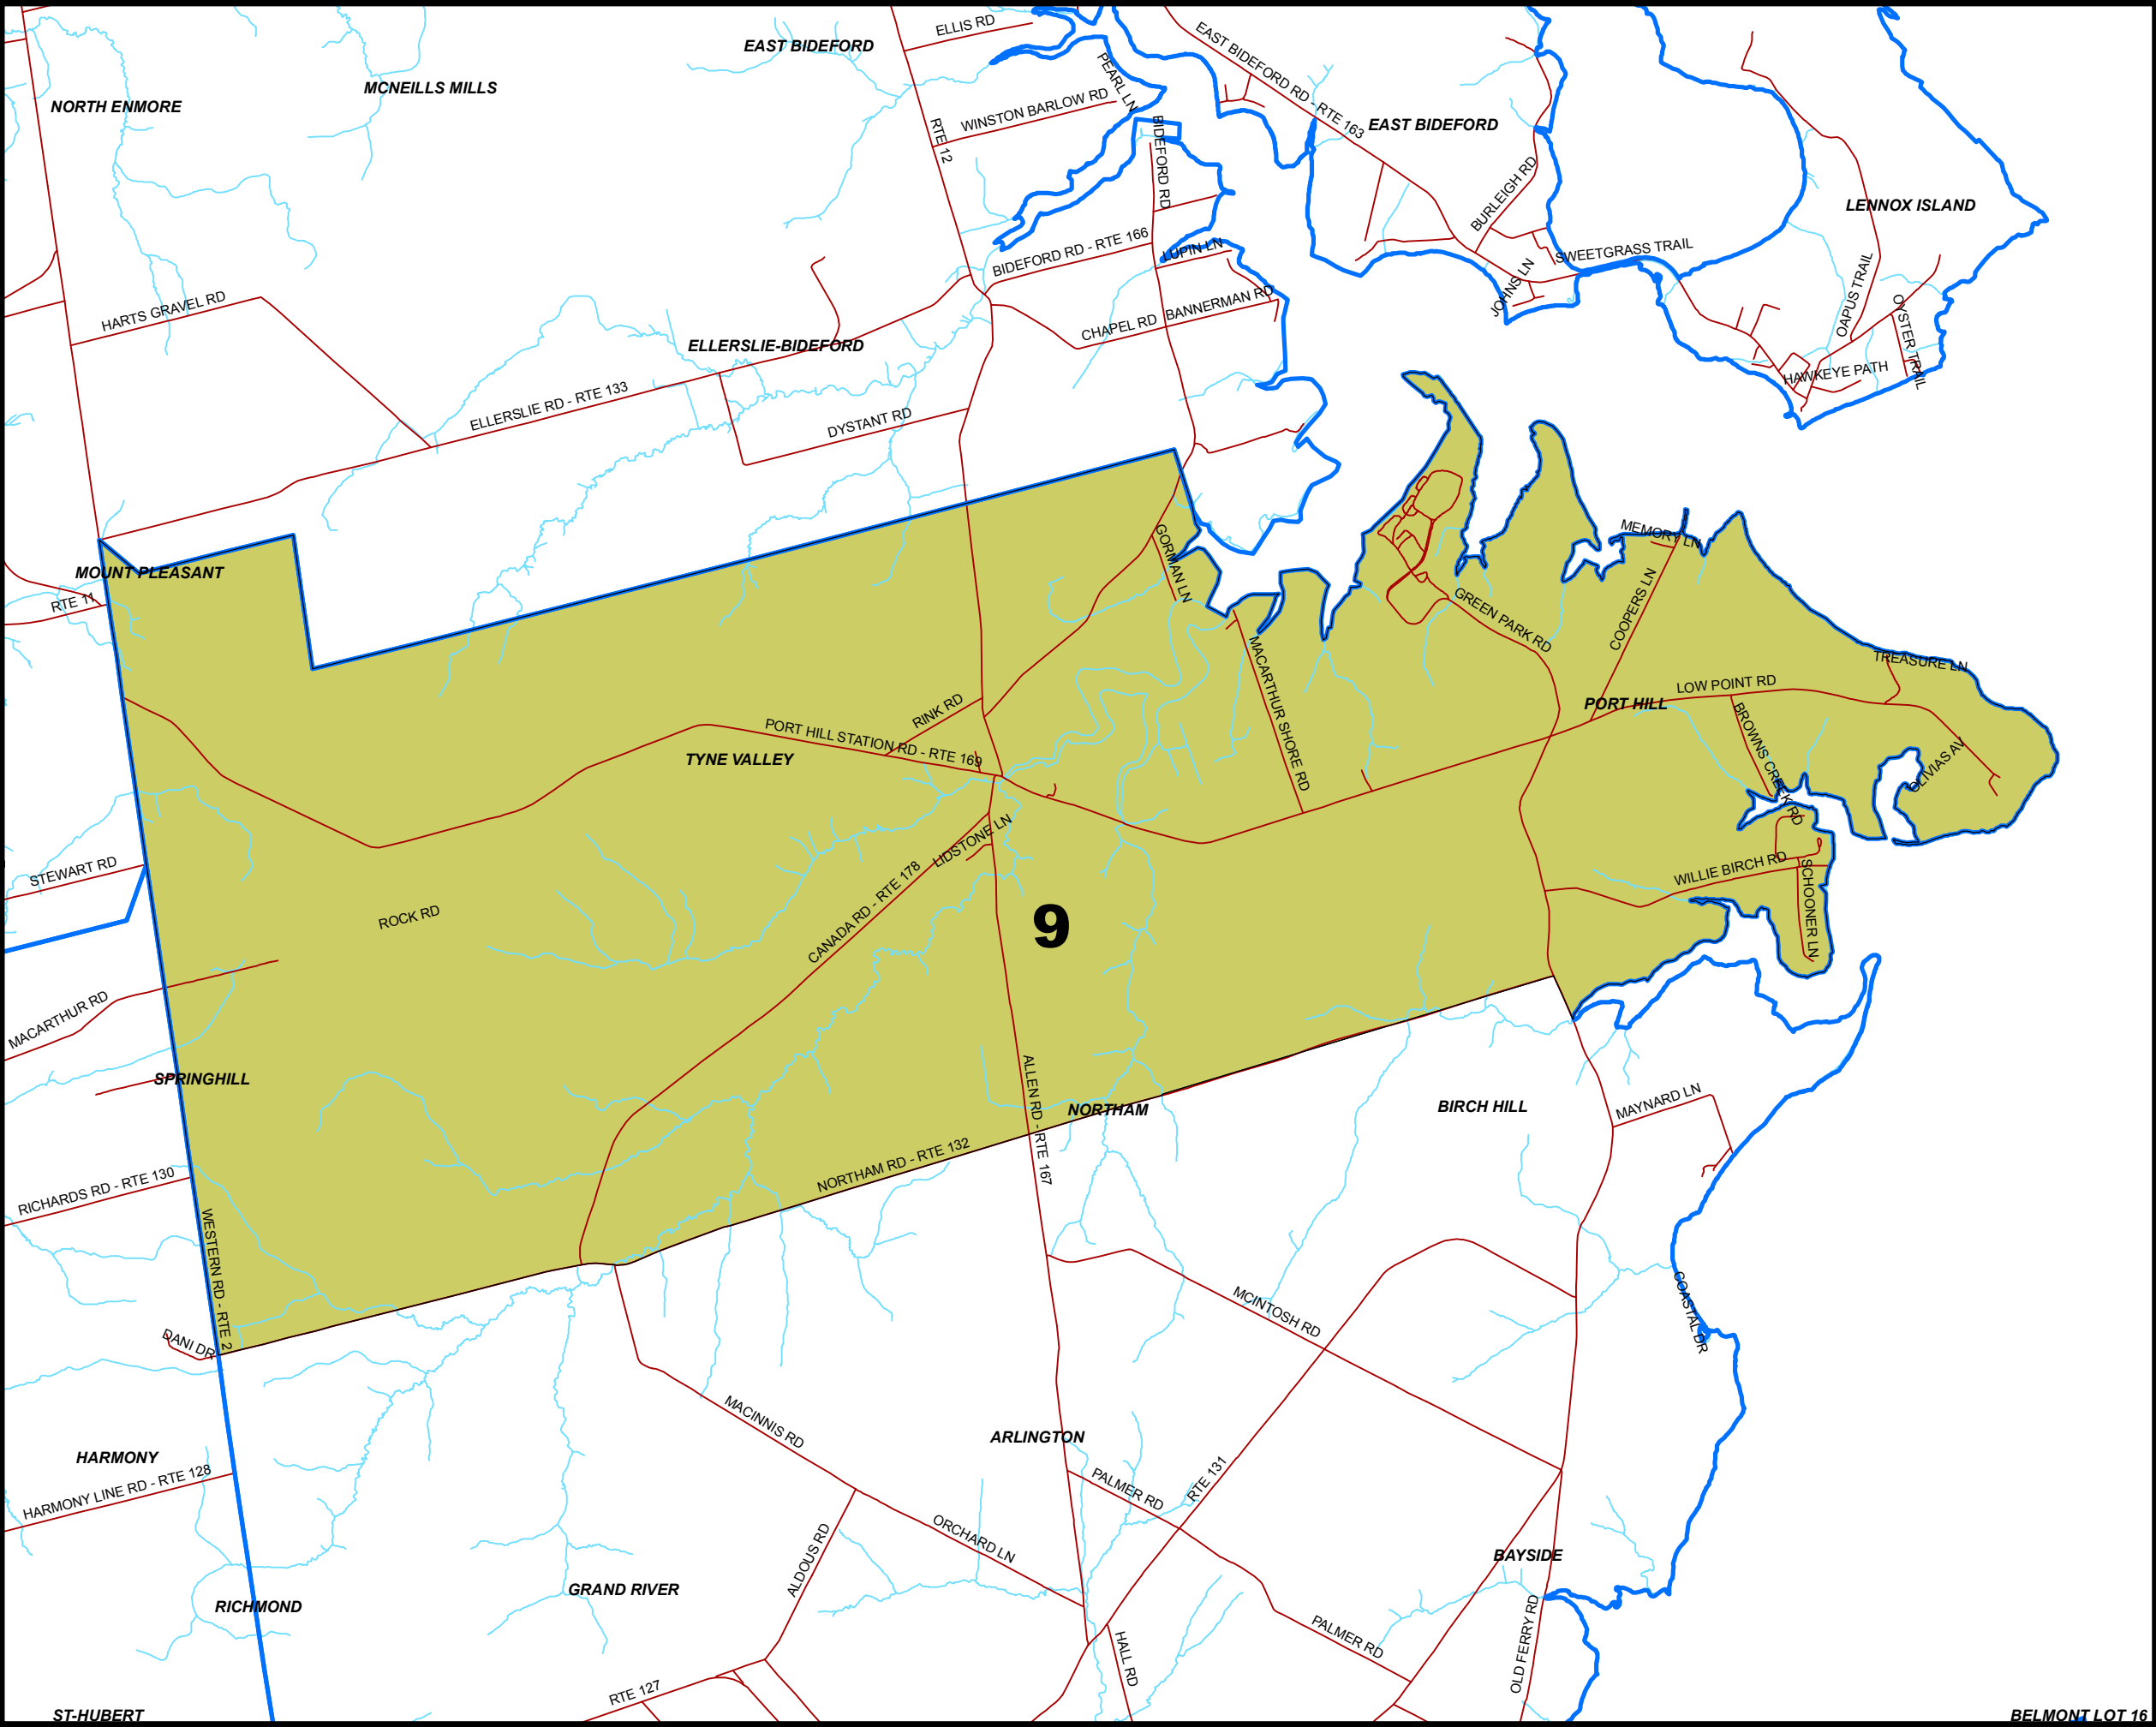 ELLIS RD
EAST BIDEFORD
EAST BIDEFORD RD - RTE 163
PEARL LN
MCNEILLS MILLS
NORTH ENMORE
WINSTON BARLOW RD
RTE 12
EAST BIDEFORD
BIDEFORD RD
BURLEIGH RD
LENNOX ISLAND
BIDEFORD RD - RTE 166
LUPIN LN
SWEETGRASS TRAIL
JOHNS LN
OAPUS TRAIL
OYSTER TRAIL
HARTS GRAVEL RD
CHAPEL RD
BANNERMAN RD
ELLERSLIE-BIDEFORD
HAWKEYE PATH
ELLERSLIE RD - RTE 133
DYSTANT RD
MEMORY LN
GORMAN LN
MOUNT PLEASANT
RTE 11
GREEN PARK RD
COOPERS LN
MACARTHUR SHORE RD
TREASURE LN
LOW POINT RD
PORT HILL
RINK RD
PORT HILL STATION RD - RTE 169
TYNE VALLEY
BROWNS CREEK RD
OLIVIAS AV
LIDSTONE LN
STEWART RD
WILLIE BIRCH RD
SCHOONER LN
CANADA RD - RTE 178
ROCK RD
9
MACARTHUR RD
SPRINGHILL
ALLEN RD - RTE 167
NORTHAM
BIRCH HILL
MAYNARD LN
NORTHAM RD - RTE 132
RICHARDS RD - RTE 130
WESTERN RD - RTE 2
COASTAL DR
MCINTOSH RD
DANI DR
MACINNIS RD
ARLINGTON
HARMONY
HARMONY LINE RD - RTE 128
PALMER RD
RTE 131
ORCHARD LN
ALDOUS RD
BAYSIDE
GRAND RIVER
RICHMOND
OLD FERRY RD
PALMER RD
HALL RD
RTE 127
ST-HUBERT
BELMONT LOT 16